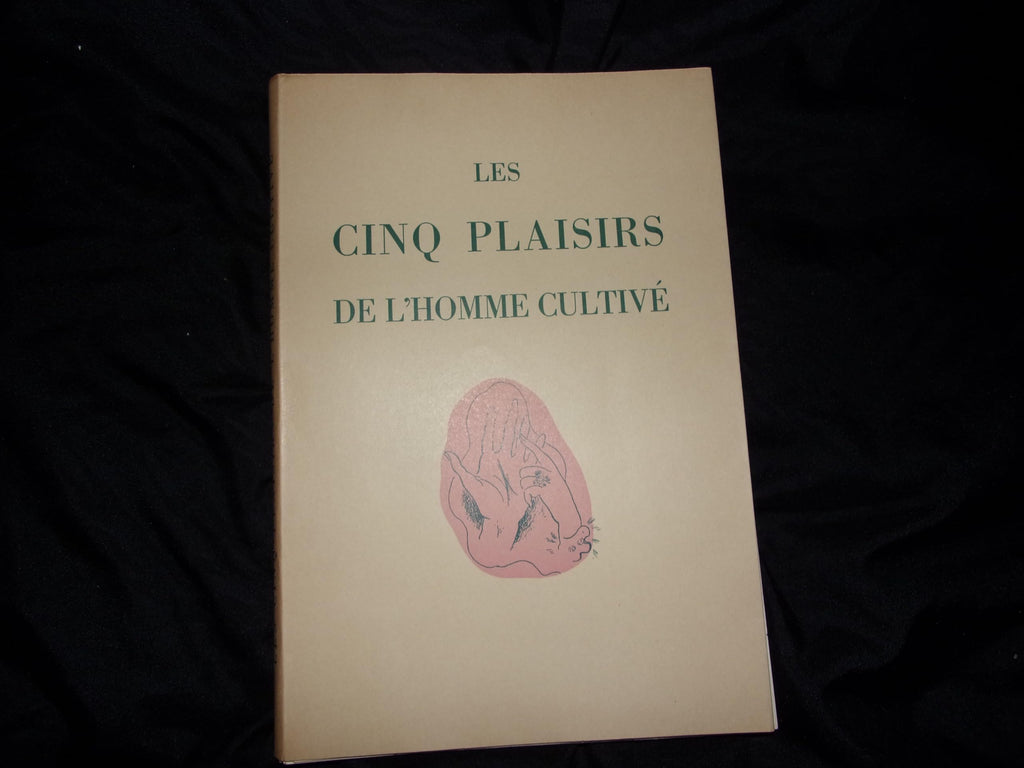 LES
CINQ PLAISIRS
DE L'HOMME CULTIVÉ